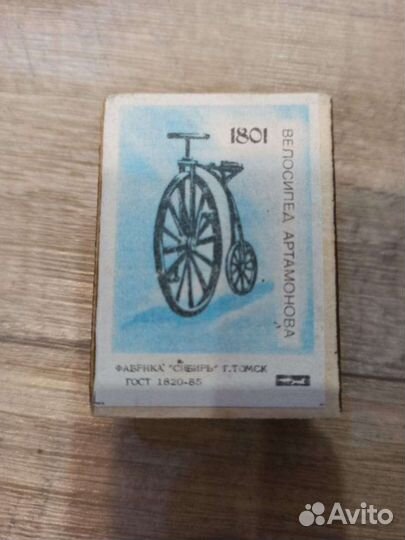 1801
ВЕЛОСИПЕД АРТАМОНОВА
ФАБРИКА "СИБИРЬ" Г. ТОМСК
ГОСТ 1820-85
Avito